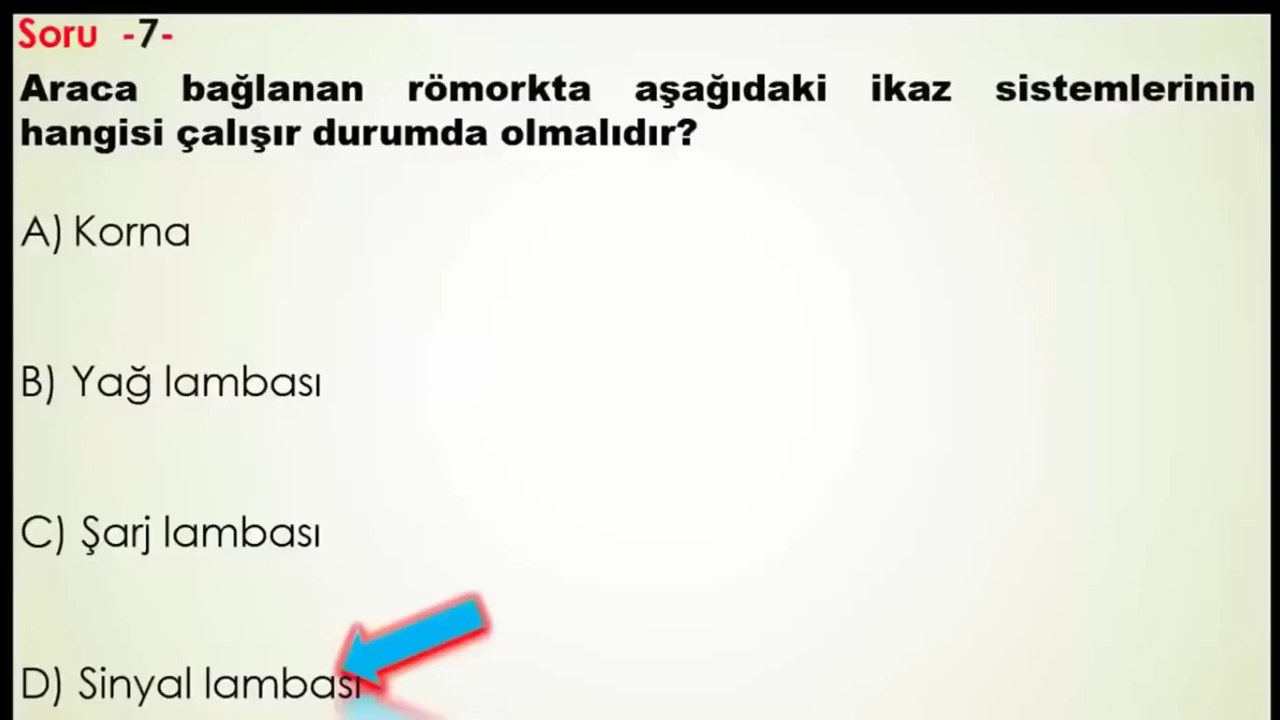 Soru -7-
Araca bağlanan römorkta aşağıdaki ikaz sistemlerinin
hangisi çalışır durumda olmalıdır?
A) Korna
B) Yağ lambası
C) Şarj lambası
D) Sinyal lambası